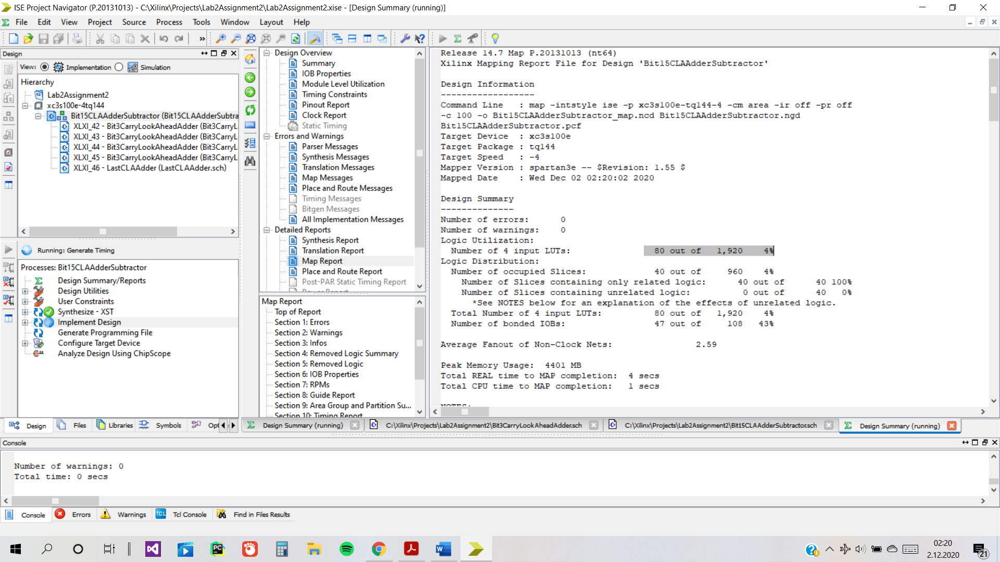 ISE Project Navigator (P.20131013) - C:\Xilinx\Projects\Lab2Assignment2\Lab2Assignment2.xise - [Design Summary (running)]
File Edit View Project Source Process Tools Window Layout Help
Design
View: Implementation Simulation
Hierarchy
Lab2Assignment2
xc3s100e-4tq144
Bit15CLAAdderSubtractor (Bit15CLAAdderSubtra
XLXI_42 - Bit3CarryLookAheadAdder (Bit3CarryL
XLXI_43 - Bit3CarryLookAheadAdder (Bit3CarryL
XLXI_44 - Bit3CarryLookAheadAdder (Bit3CarryL
XLXI_45 - Bit3CarryLookAheadAdder (Bit3CarryL
XLXI_46 - LastCLAAdder (LastCLAAdder.sch)
Running: Generate Timing
Processes: Bit15CLAAdderSubtractor
Design Summary/Reports
Design Utilities
User Constraints
Synthesize - XST
Implement Design
Generate Programming File
Configure Target Device
Analyze Design Using ChipScope
Design Files Libraries Symbols Opt
HTML
Design Overview
Summary
IOB Properties
Module Level Utilization
Timing Constraints
Pinout Report
Clock Report
Static Timing
Errors and Warnings
Parser Messages
Synthesis Messages
Translation Messages
Map Messages
Place and Route Messages
Timing Messages
Bitgen Messages
All Implementation Messages
Detailed Reports
Synthesis Report
Translation Report
Map Report
Place and Route Report
Post-PAR Static Timing Report
Power Report
Map Report
Top of Report
Section 1: Errors
Section 2: Warnings
Section 3: Infos
Section 4: Removed Logic Summary
Section 5: Removed Logic
Section 6: IOB Properties
Section 7: RPMs
Section 8: Guide Report
Section 9: Area Group and Partition Su...
Section 10: Timing Report
Release 14.7 Map P.20131013 (nt64)
Xilinx Mapping Report File for Design 'Bit15CLAAdderSubtractor'
Design Information
------------------
Command Line   : map -intstyle ise -p xc3s100e-tq144-4 -cm area -ir off -pr off
-c 100 -o Bit15CLAAdderSubtractor_map.ncd Bit15CLAAdderSubtractor.ngd
Bit15CLAAdderSubtractor.pcf
Target Device  : xc3s100e
Target Package : tq144
Target Speed   : -4
Mapper Version : spartan3e -- $Revision: 1.55 $
Mapped Date    : Wed Dec 02 02:20:02 2020
Design Summary
--------------
Number of errors:      0
Number of warnings:    0
Logic Utilization:
Number of 4 input LUTs: 80 out of 1,920 4%
Logic Distribution:
Number of occupied Slices: 40 out of 960 4%
Number of Slices containing only related logic: 40 out of 40 100%
Number of Slices containing unrelated logic: 0 out of 40 0%
*See NOTES below for an explanation of the effects of unrelated logic.
Total Number of 4 input LUTs: 80 out of 1,920 4%
Number of bonded IOBs: 47 out of 108 43%
Average Fanout of Non-Clock Nets: 2.59
Peak Memory Usage:  4401 MB
Total REAL time to MAP completion:  4 secs
Total CPU time to MAP completion:   1 secs
NOTES:
Design Summary (running) C:\Xilinx\Projects\Lab2Assignment2\Bit3CarryLookAheadAdder.sch C:\Xilinx\Projects\Lab2Assignment2\Bit15CLAAdderSubtractor.sch Design Summary (running)
Console
Number of warnings: 0
Total time: 0 secs
Console Errors Warnings TCL Tcl Console Find in Files Results
02:20
2.12.2020
21